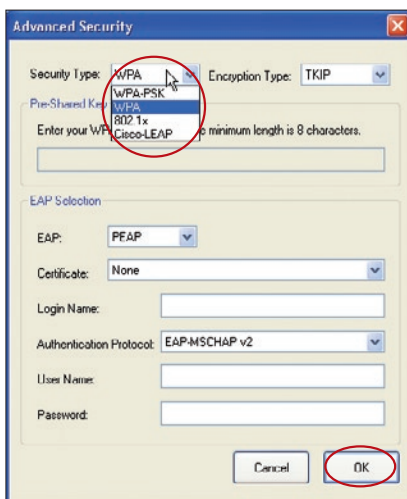 Advanced Security
Security Type: WPA Encryption Type: TKIP
WPA-PSK
WPA
802.1x
Cisco-LEAP
Pre-Shared Key
Enter your WP minimum length is 8 characters.
EAP Selection
EAP: PEAP
Certificate: None
Login Name:
Authentication Protocol: EAP-MSCHAP v2
User Name:
Password:
Cancel OK